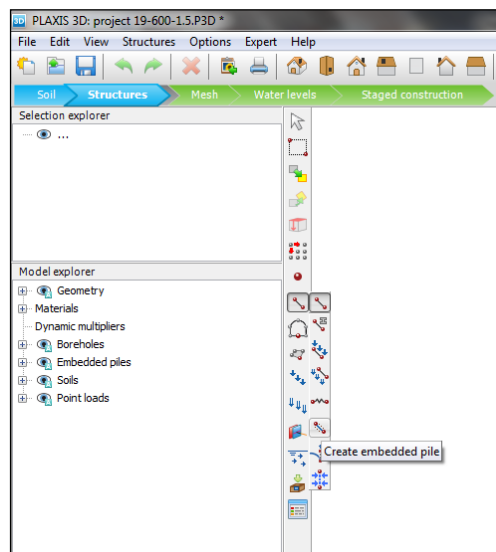 3D PLAXIS 3D: project 19-600-1.5.P3D *
File Edit View Structures Options Expert Help
Soil Structures Mesh Water levels Staged construction
Selection explorer
...
Model explorer
Geometry
Materials
Dynamic multipliers
Boreholes
Embedded piles
Soils
Point loads
Create embedded pile